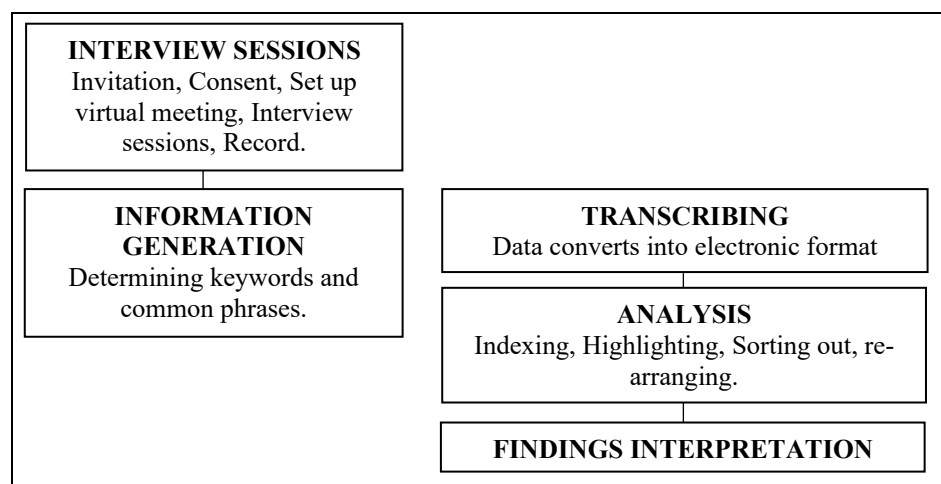 INTERVIEW SESSIONS
Invitation, Consent, Set up
virtual meeting, Interview
sessions, Record.
INFORMATION
GENERATION
Determining keywords and
common phrases.
TRANSCRIBING
Data converts into electronic format
ANALYSIS
Indexing, Highlighting, Sorting out, re-
arranging.
FINDINGS INTERPRETATION